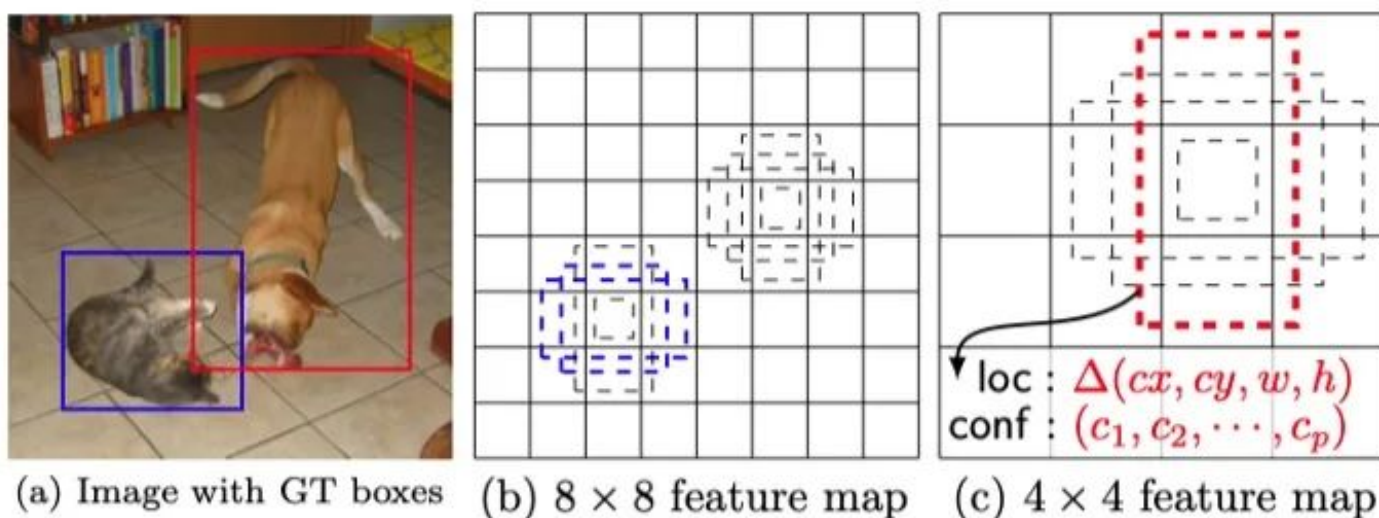 loc : Δ(cx, cy, w, h)
conf : (c₁, c₂, ⋯, cₚ)
(a) Image with GT boxes (b) 8 × 8 feature map (c) 4 × 4 feature map